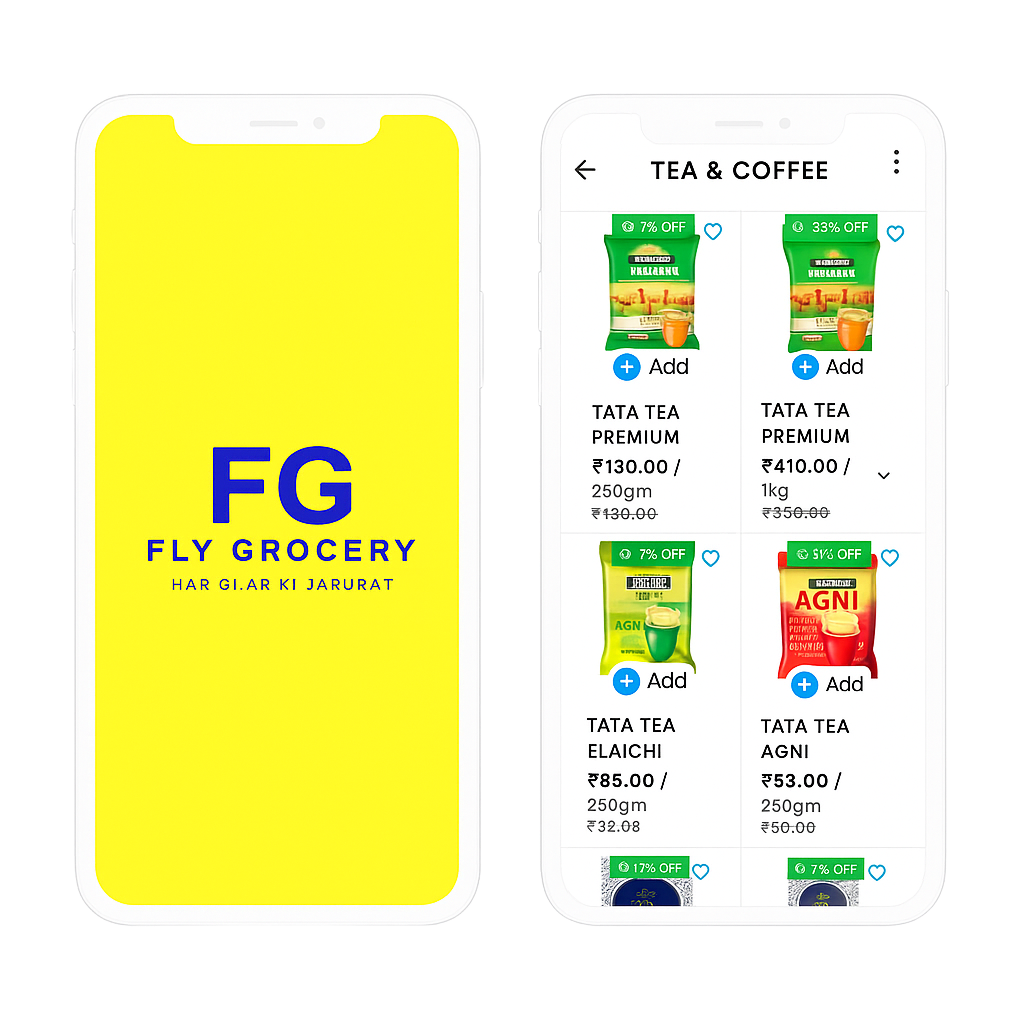 FG
FLY GROCERY
HAR GI.AR KI JARURAT
TEA & COFFEE
7% OFF
33% OFF
Add
Add
TATA TEA
PREMIUM
₹130.00 /
250gm
₹130.00
TATA TEA
PREMIUM
₹410.00 /
1kg
₹350.00
7% OFF
% OFF
AGNI
AGNI
Add
Add
TATA TEA
ELAICHI
₹85.00 /
250gm
₹32.08
TATA TEA
AGNI
₹53.00 /
250gm
₹50.00
17% OFF
7% OFF